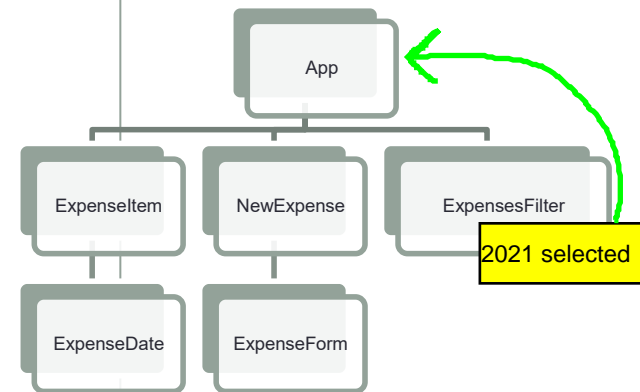 App
ExpenseItem
NewExpense
ExpensesFilter
2021 selected
ExpenseDate
ExpenseForm